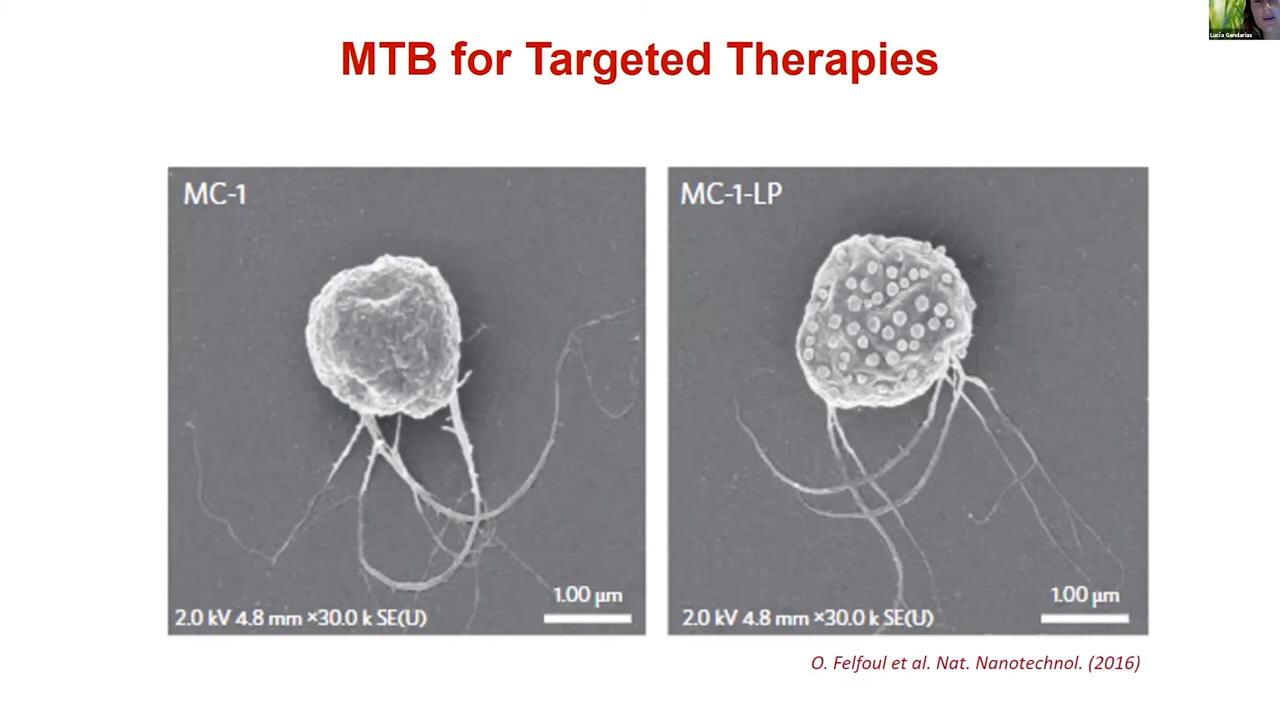 Lucía Gandarias
MTB for Targeted Therapies
MC-1
MC-1-LP
1.00 µm
2.0 kV 4.8 mm ×30.0 k SE(U)
1.00 µm
2.0 kV 4.8 mm ×30.0 k SE(U)
O. Felfoul et al. Nat. Nanotechnol. (2016)